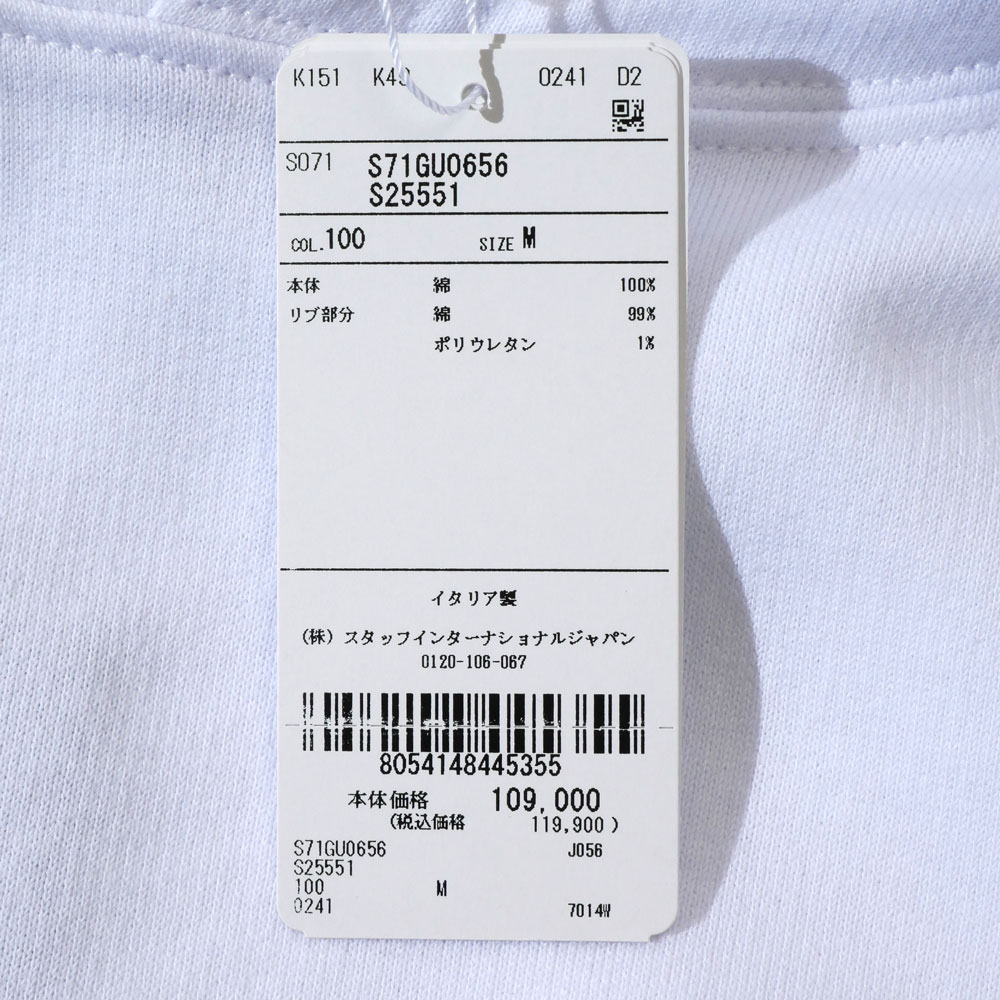 K151 K49 0241 D2
S071 S71GU0656
S25551
COL.100 SIZE M
本体 綿 100%
リブ部分 綿 99%
ポリウレタン 1%
イタリア製
(株)スタッフインターナショナルジャパン
0120-106-067
8054148445355
本体価格 109,000
(税込価格 119,900)
S71GU0656 J056
S25551
100 M
0241 7014W